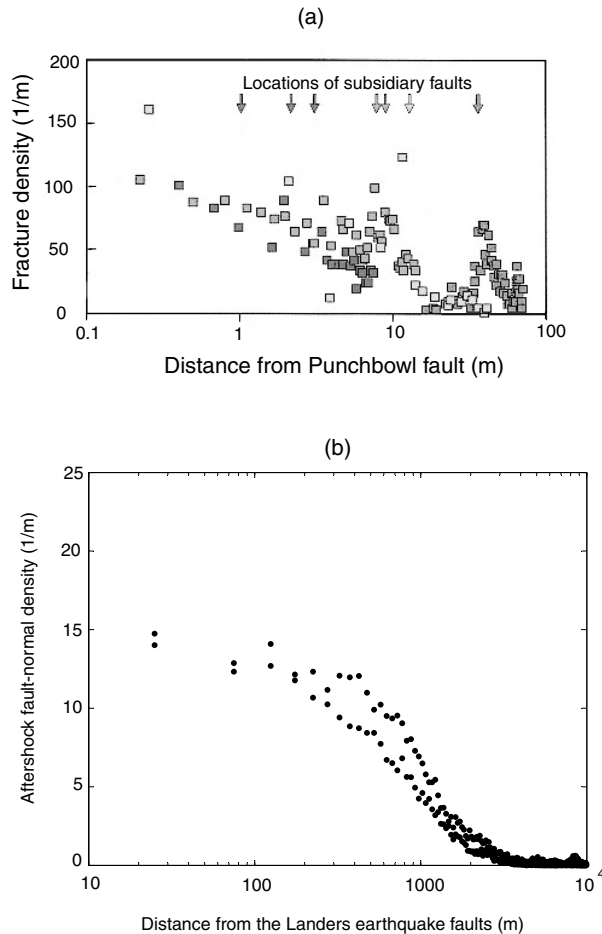 (a)
200
150
100
50
0
Fracture density (1/m)
Locations of subsidiary faults
0.1 1 10 100
Distance from Punchbowl fault (m)
(b)
25
20
15
10
5
0
Aftershock fault-normal density (1/m)
10 100 1000 10⁴
Distance from the Landers earthquake faults (m)